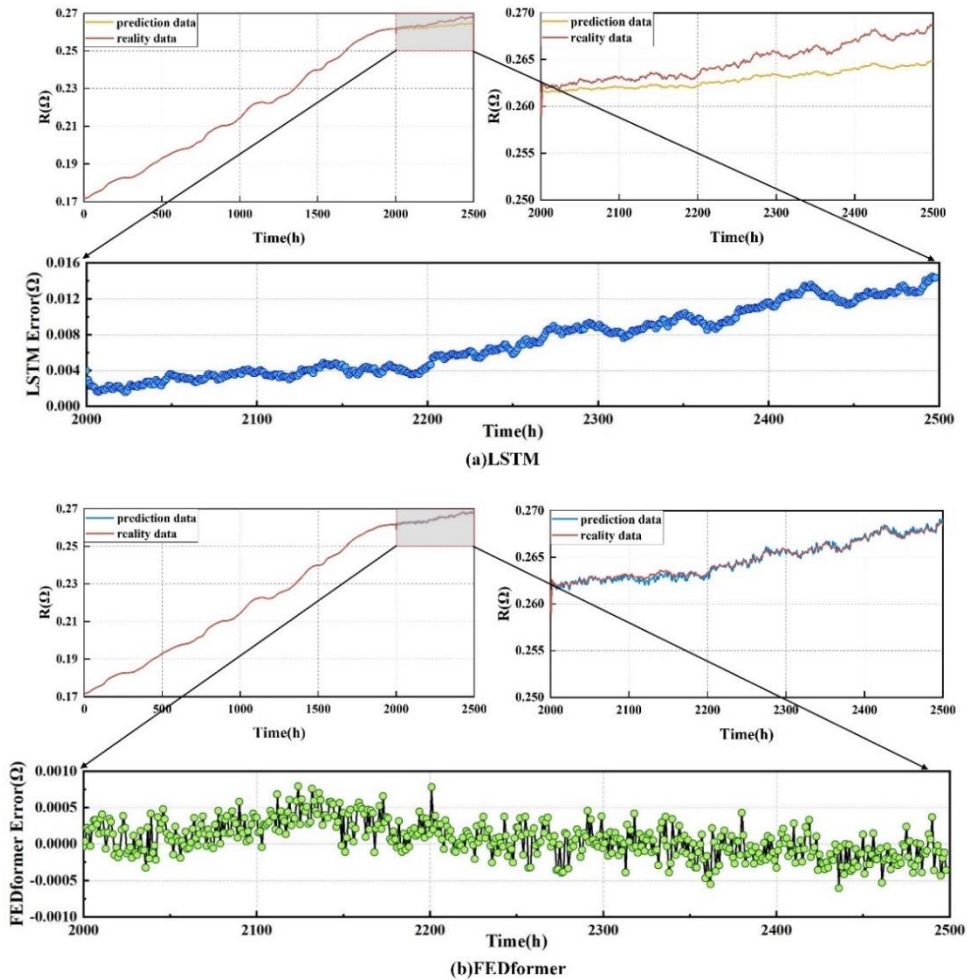 0.27
prediction data
reality data
0.25
0.23
0.21
0.19
0.17
R(Ω)
0 500 1000 1500 2000 2500
Time(h)
0.270
prediction data
reality data
0.265
0.260
0.255
0.250
R(Ω)
2000 2100 2200 2300 2400 2500
Time(h)
0.016
0.012
0.008
0.004
0.000
LSTM Error(Ω)
2000 2100 2200 2300 2400 2500
Time(h)
(a)LSTM
0.27
prediction data
reality data
0.25
0.23
0.21
0.19
0.17
R(Ω)
0 500 1000 1500 2000 2500
Time(h)
0.270
prediction data
reality data
0.265
0.260
0.255
0.250
R(Ω)
2000 2100 2200 2300 2400 2500
Time(h)
0.0010
0.0005
0.0000
-0.0005
-0.0010
FEDformer Error(Ω)
2000 2100 2200 2300 2400 2500
Time(h)
(b)FEDformer